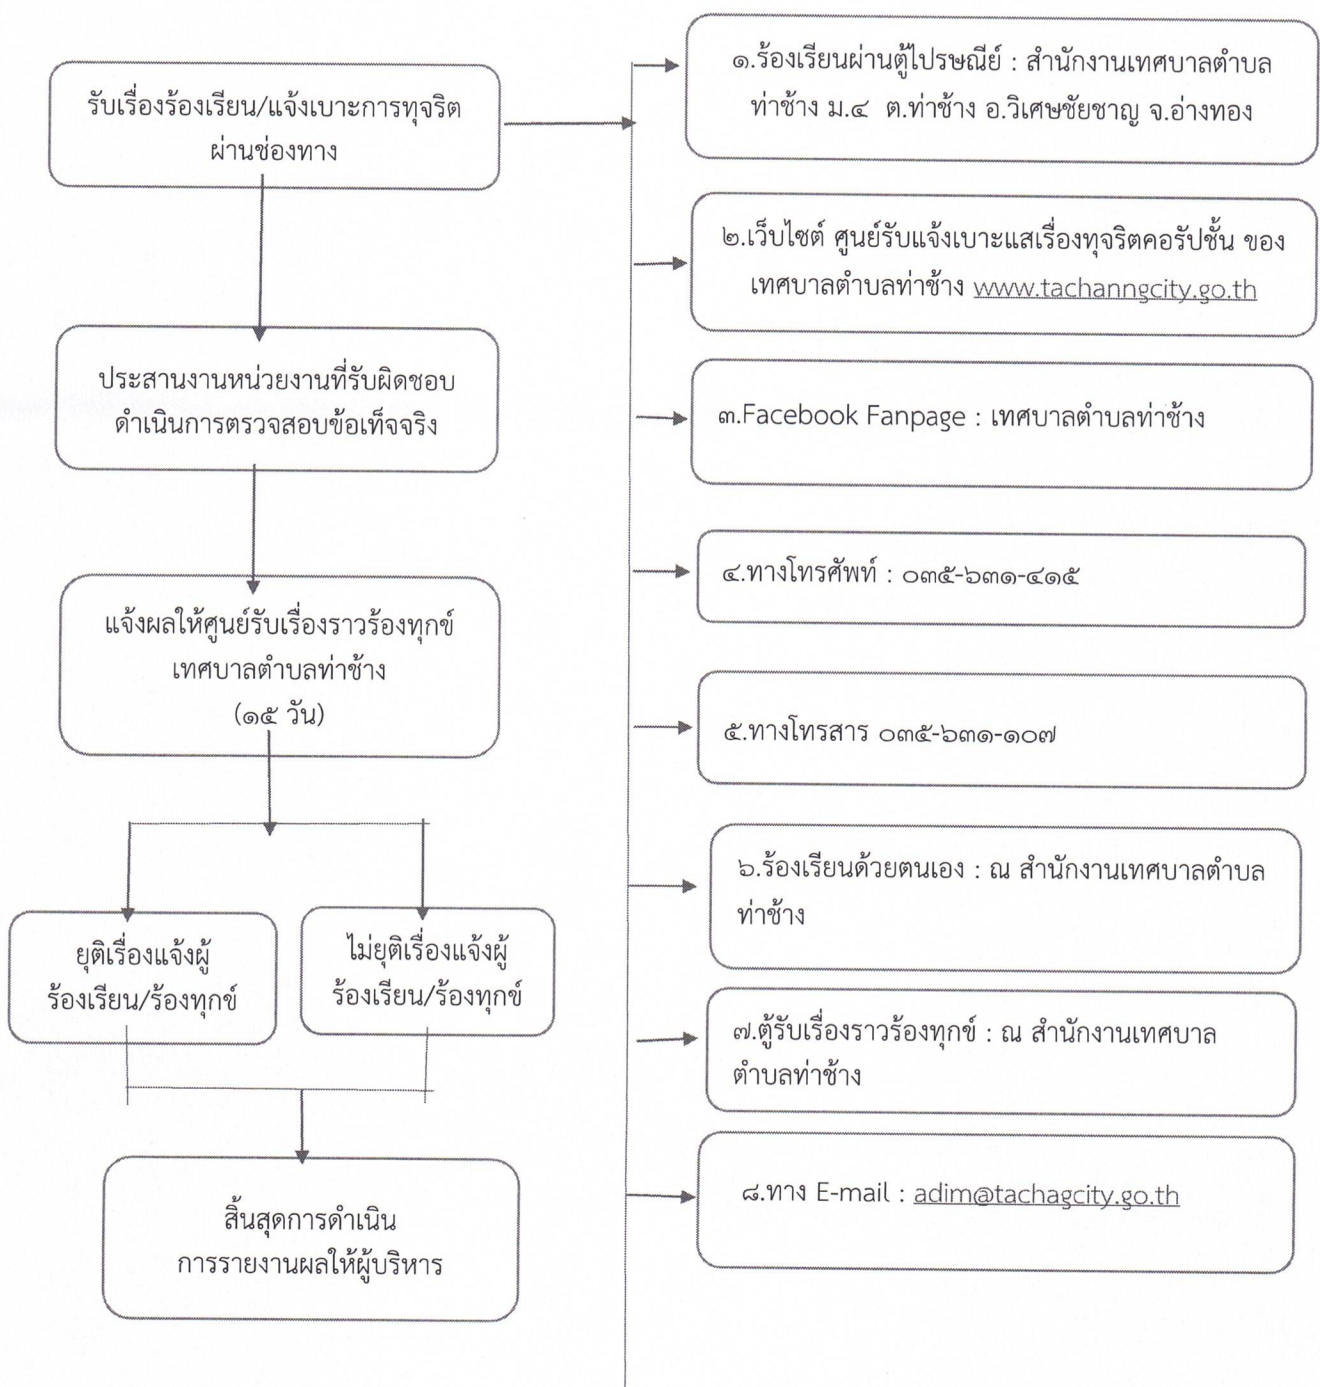 รับเรื่องร้องเรียน/แจ้งเบาะการทุจริต
ผ่านช่องทาง
ประสานงานหน่วยงานที่รับผิดชอบ
ดำเนินการตรวจสอบข้อเท็จจริง
แจ้งผลให้ศูนย์รับเรื่องราวร้องทุกข์
เทศบาลตำบลท่าช้าง
(๑๕ วัน)
ยุติเรื่องแจ้งผู้
ร้องเรียน/ร้องทุกข์
ไม่ยุติเรื่องแจ้งผู้
ร้องเรียน/ร้องทุกข์
สิ้นสุดการดำเนิน
การรายงานผลให้ผู้บริหาร
๑.ร้องเรียนผ่านตู้ไปรษณีย์ : สำนักงานเทศบาลตำบล
ท่าช้าง ม.๔ ต.ท่าช้าง อ.วิเศษชัยชาญ จ.อ่างทอง
๒.เว็บไซต์ ศูนย์รับแจ้งเบาะแสเรื่องทุจริตคอรัปชั้น ของ
เทศบาลตำบลท่าช้าง www.tachanngcity.go.th
๓.Facebook Fanpage : เทศบาลตำบลท่าช้าง
๔.ทางโทรศัพท์ : ๐๓๕-๖๓๑-๔๑๕
๕.ทางโทรสาร ๐๓๕-๖๓๑-๑๐๗
๖.ร้องเรียนด้วยตนเอง : ณ สำนักงานเทศบาลตำบล
ท่าช้าง
๗.ตู้รับเรื่องราวร้องทุกข์ : ณ สำนักงานเทศบาล
ตำบลท่าช้าง
๘.ทาง E-mail : adim@tachagcity.go.th